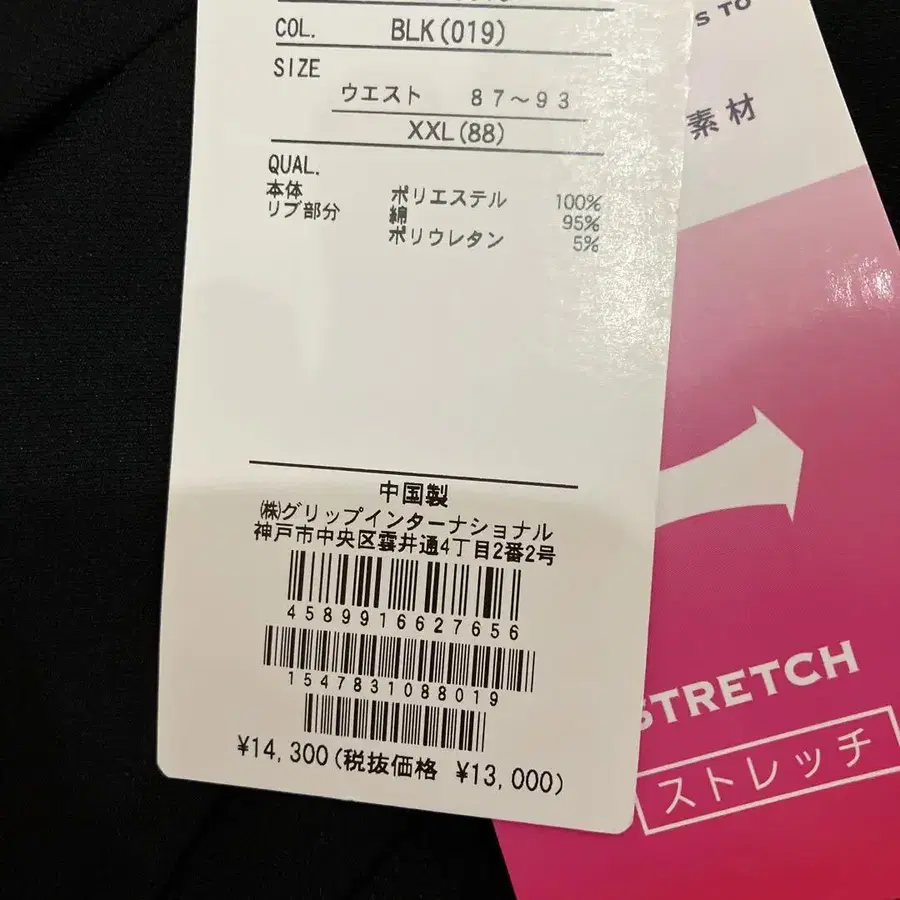 COL. BLK(019)
SIZE
ウエスト 87～93
XXL(88)
QUAL.
本体 ポリエステル 100%
リブ部分 綿 95%
ポリウレタン 5%
中国製
㈱グリップインターナショナル
神戸市中央区雲井通4丁目2番2号
4589916627656
1547831088019
¥14,300(税抜価格 ¥13,000)
S TO
素材
STRETCH
ストレッチ